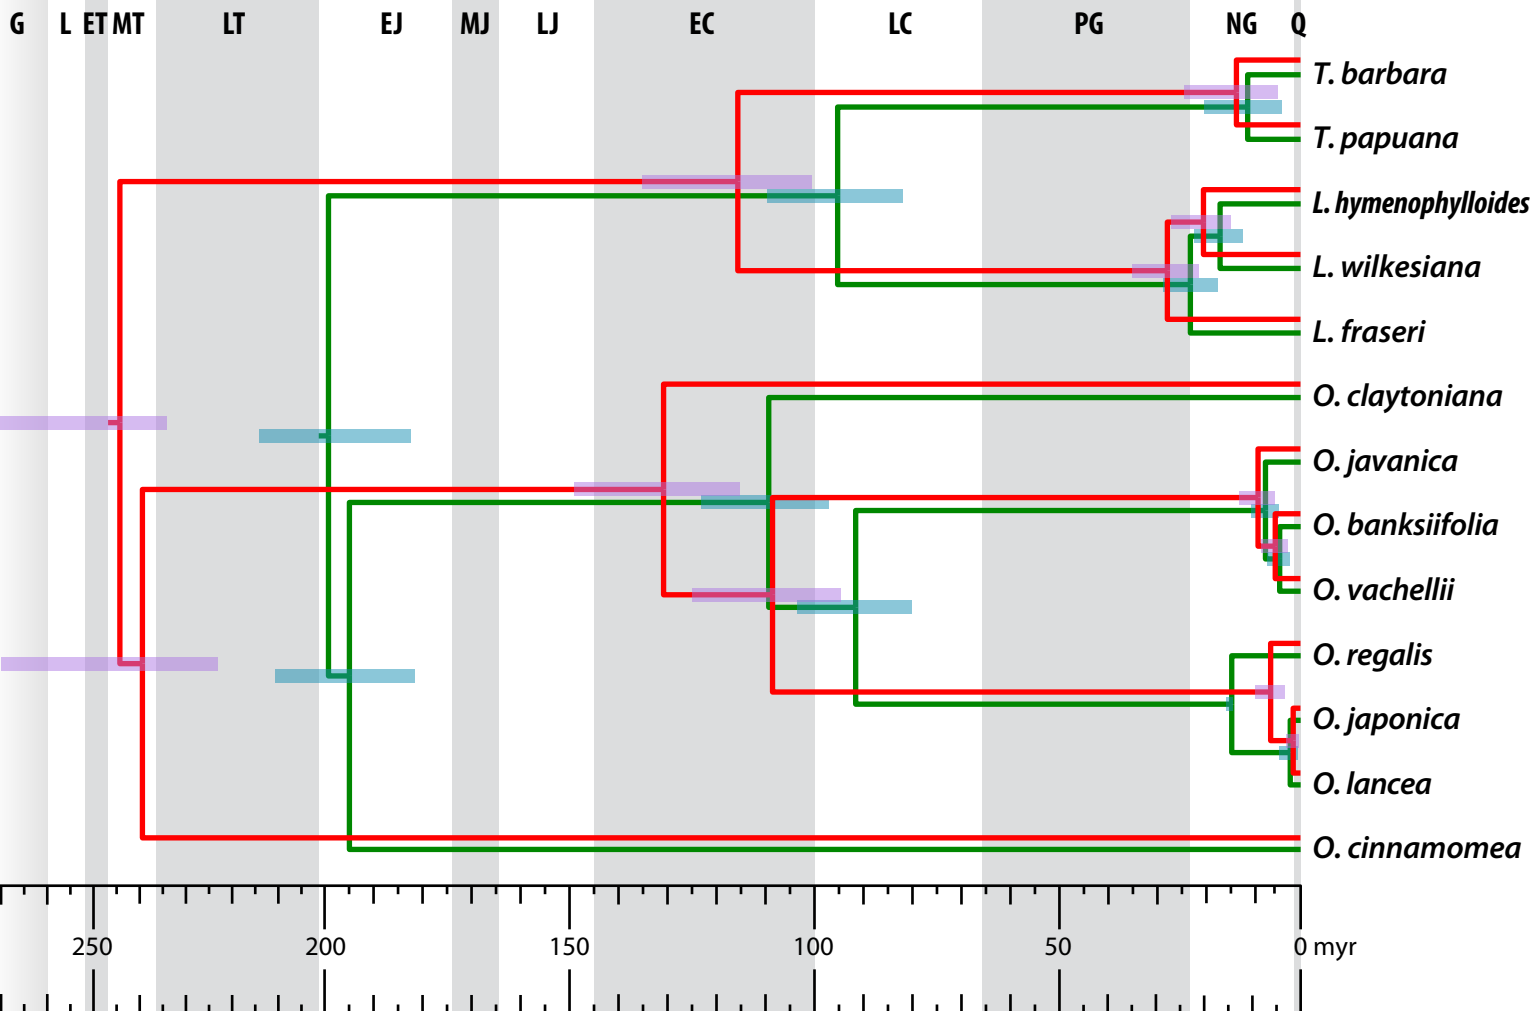 G L ET MT LT EJ MJ LJ EC LC PG NG Q
T. barbara
T. papuana
L. hymenophylloides
L. wilkesiana
L. fraseri
O. claytoniana
O. javanica
O. banksiifolia
O. vachellii
O. regalis
O. japonica
O. lancea
O. cinnamomea
250 200 150 100 50 0 myr